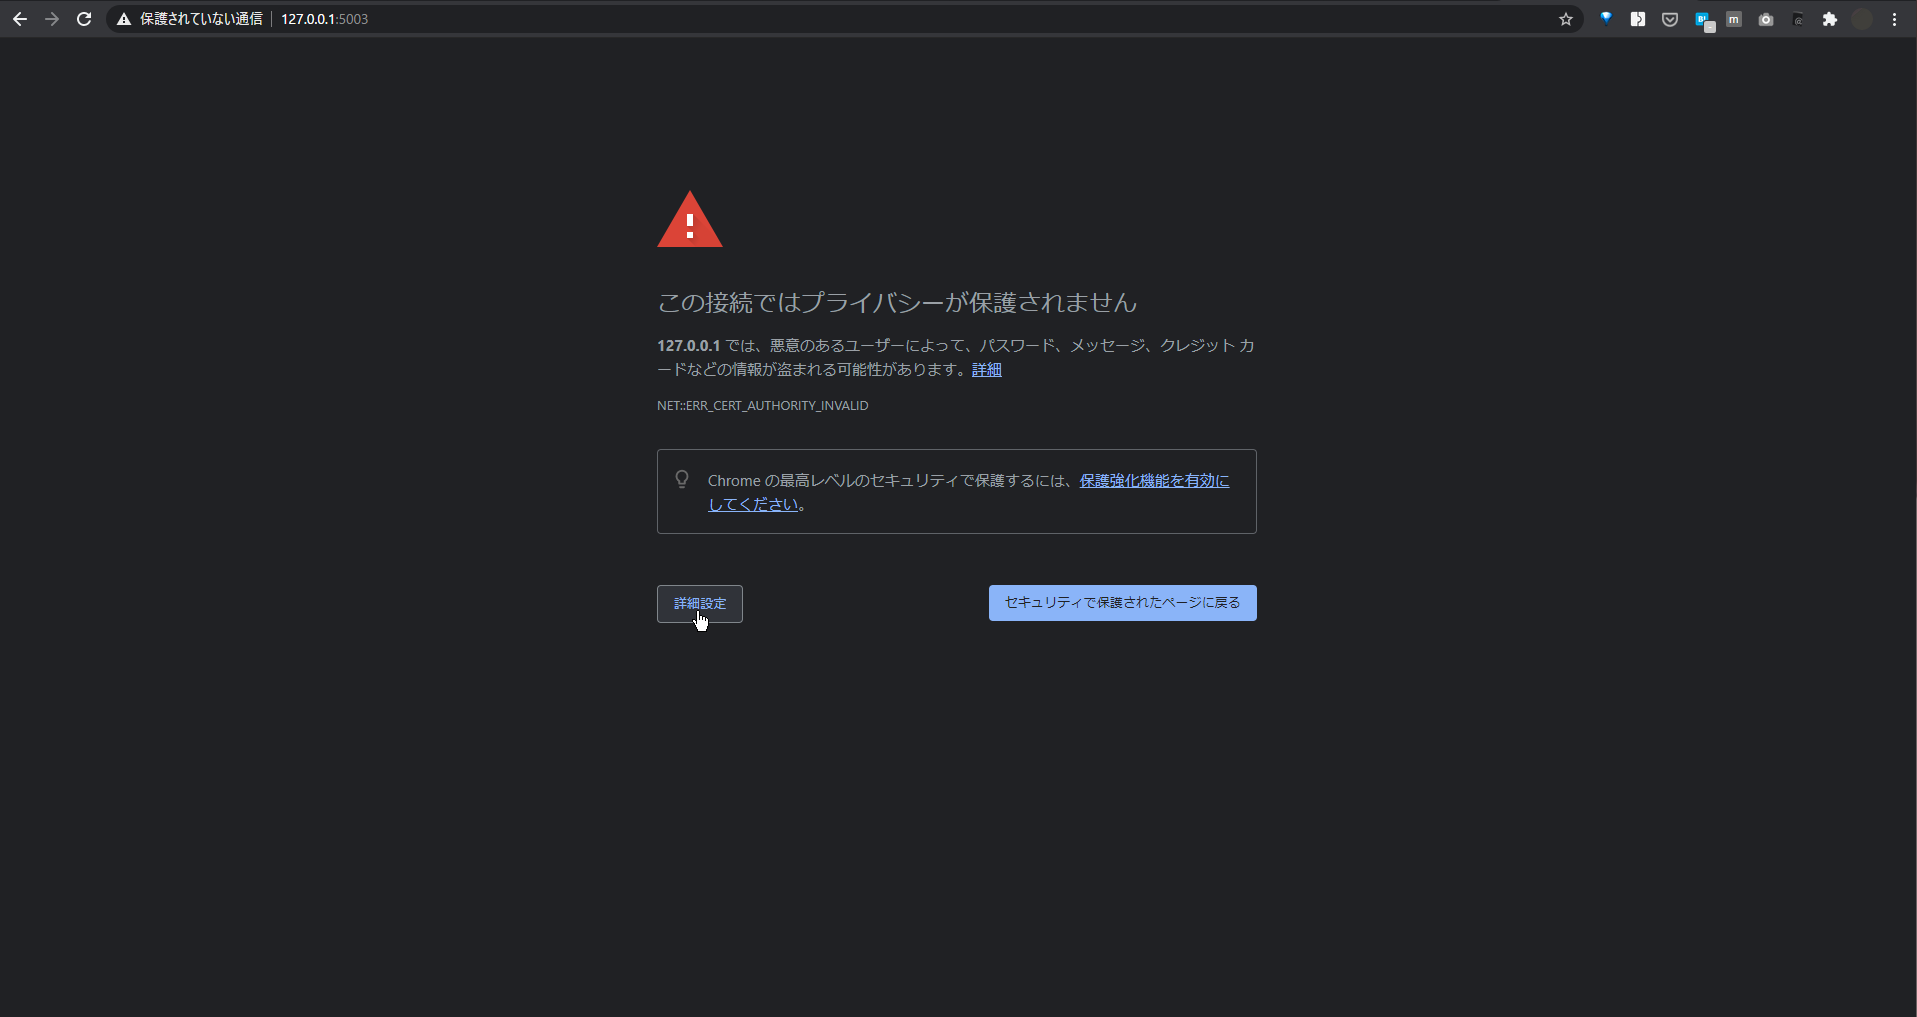 保護されていない通信 127.0.0.1:5003
この接続ではプライバシーが保護されません
127.0.0.1 では、悪意のあるユーザーによって、パスワード、メッセージ、クレジット カ
ードなどの情報が盗まれる可能性があります。詳細
NET::ERR_CERT_AUTHORITY_INVALID
Chrome の最高レベルのセキュリティで保護するには、保護強化機能を有効に
してください。
詳細設定 セキュリティで保護されたページに戻る